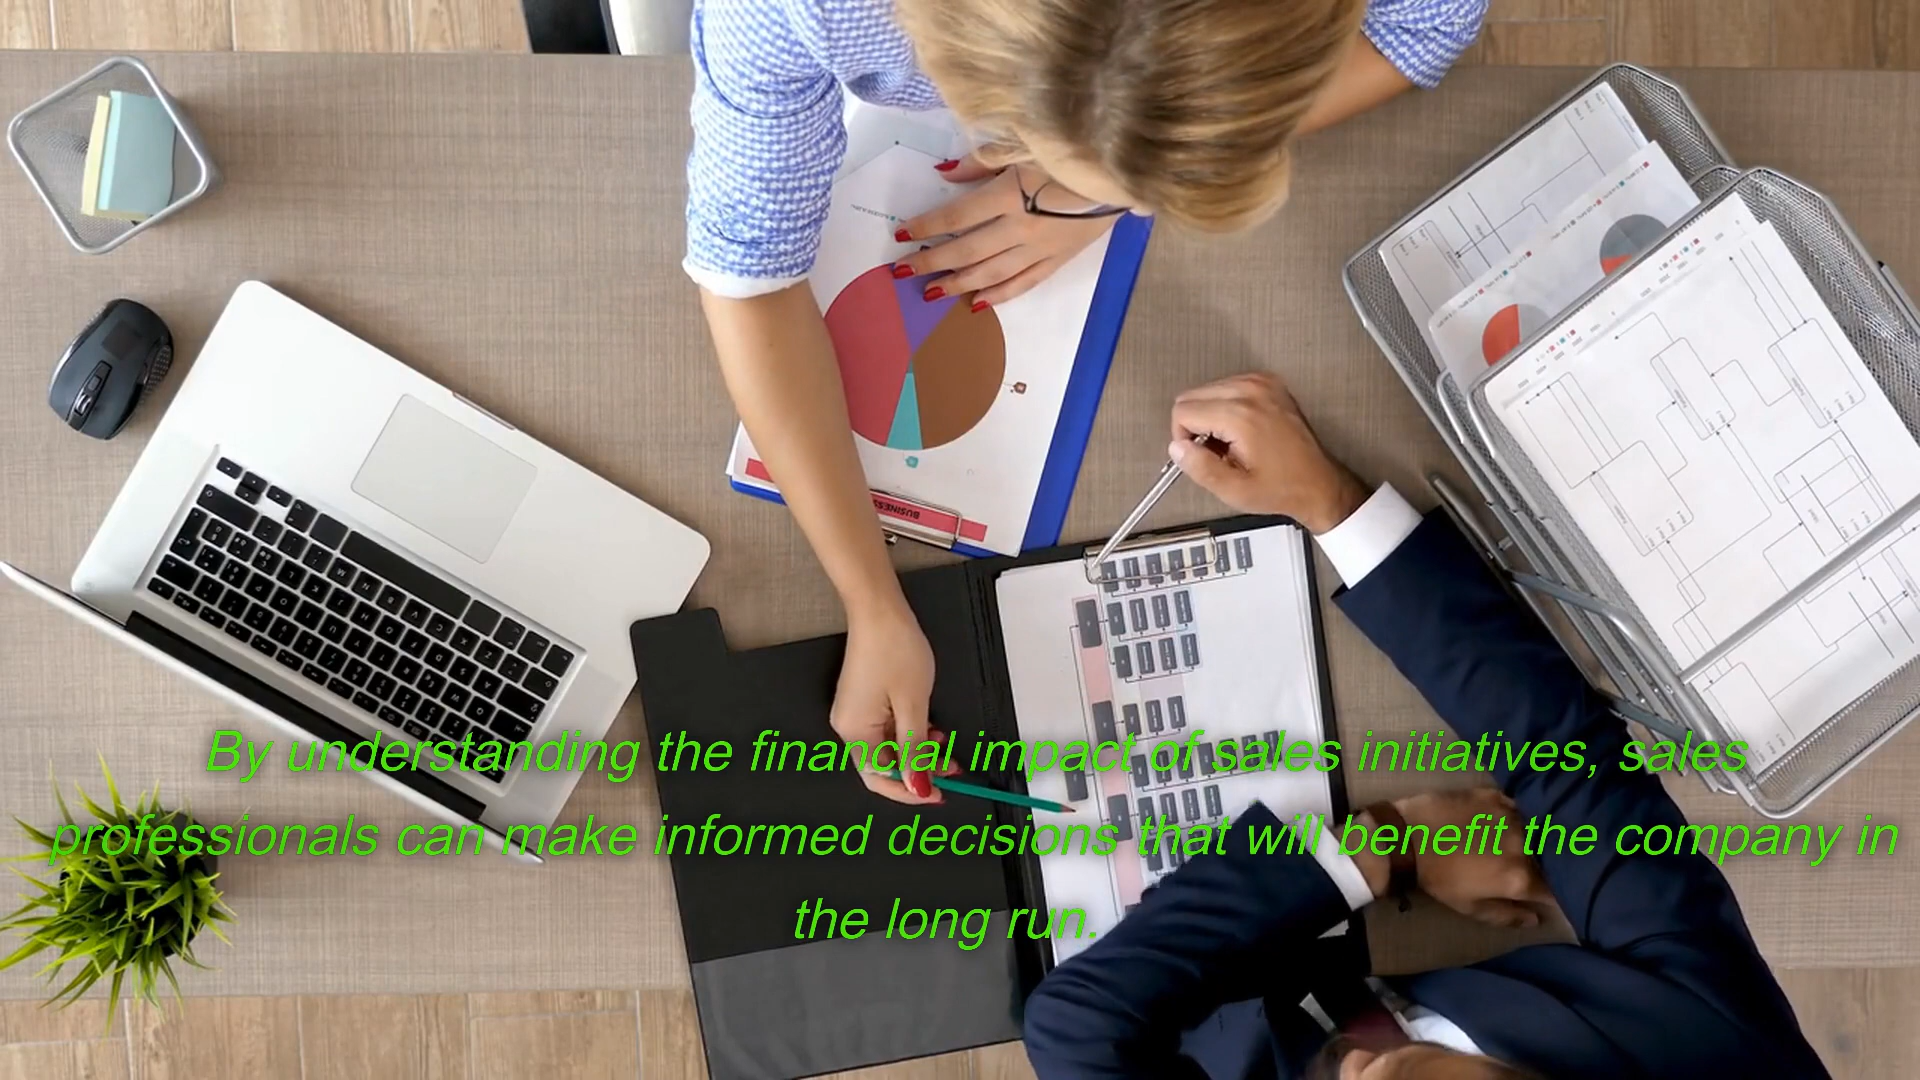 BUSINESS
By understanding the financial impact of sales initiatives, sales
professionals can make informed decisions that will benefit the company in
the long run.